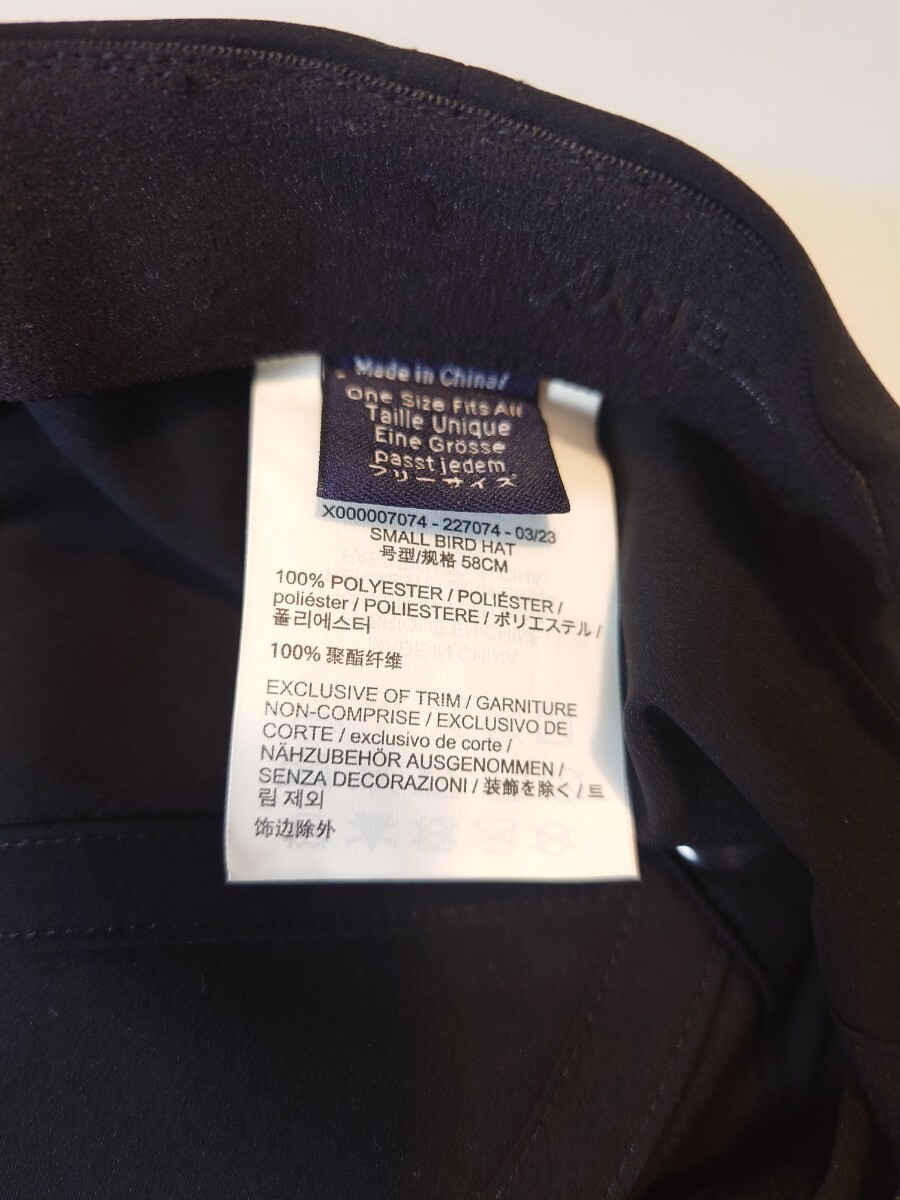 Made in China/
One Size Fits All
Taille Unique
Eine Grösse
passt jedem
フリーサイズ
X000007074 - 227074 - 03/23
SMALL BIRD HAT
号型/规格 58CM
100% POLYESTER / POLIÉSTER /
poliéster / POLIESTERE / ポリエステル /
폴리에스터
100% 聚酯纤维
EXCLUSIVE OF TRIM / GARNITURE
NON-COMPRISE / EXCLUSIVO DE
CORTE / exclusivo de corte /
NÄHZUBEHÖR AUSGENOMMEN /
SENZA DECORAZIONI / 装飾を除く / 트
림 제외
饰边除外